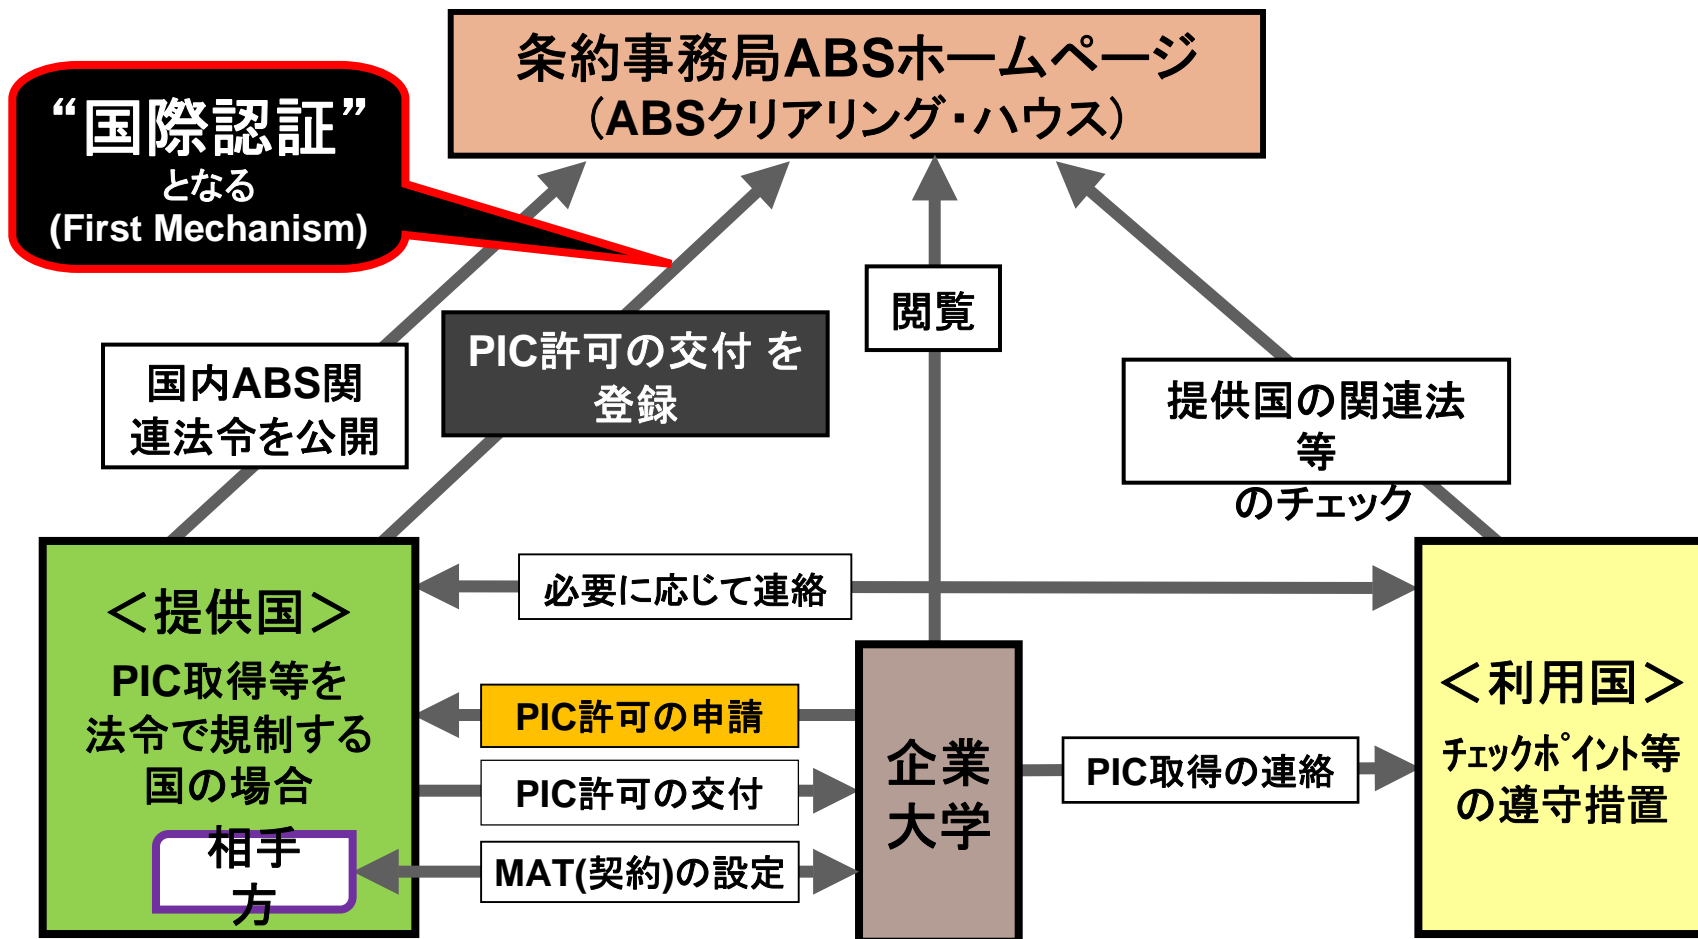 条約事務局ABSホームページ
（ABSクリアリング・ハウス）
“国際認証”
となる
(First Mechanism)
閲覧
PIC許可の交付 を
登録
国内ABS関
連法令を公開
提供国の関連法
等
のチェック
必要に応じて連絡
＜提供国＞
PIC取得等を
法令で規制する
国の場合
相手
方
PIC許可の申請
PIC許可の交付
MAT(契約)の設定
企業
大学
PIC取得の連絡
＜利用国＞
ﾁｪｯｸﾎﾟｲﾝﾄ等
の遵守措置